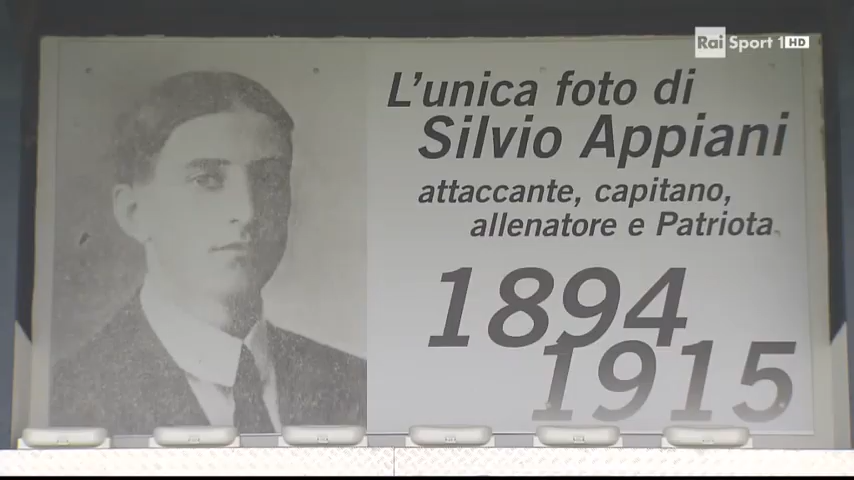 Rai Sport 1 HD
L'unica foto di
Silvio Appiani
attaccante, capitano,
allenatore e Patriota
1894
1915